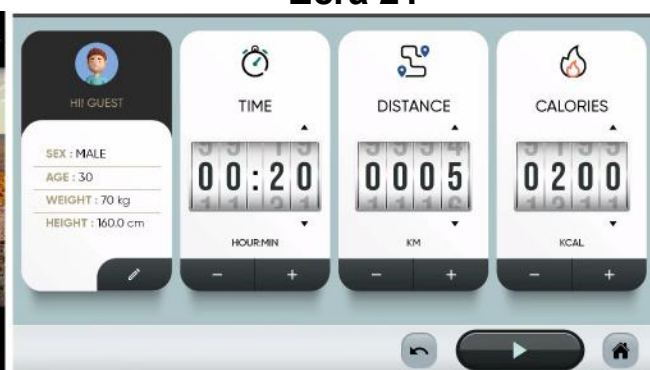 HI! GUEST
SEX : MALE
AGE : 30
WEIGHT : 70 kg
HEIGHT : 160.0 cm
TIME
00:20
HOUR:MIN
- +
DISTANCE
0005
KM
- +
CALORIES
0200
KCAL
- +